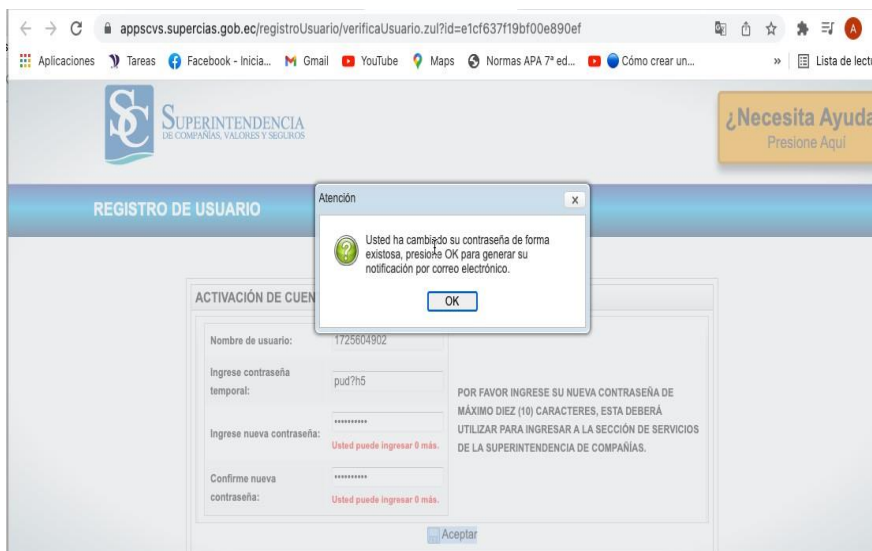 appscvs.supercias.gob.ec/registroUsuario/verificaUsuario.zul?id=e1cf637f19bf00e890ef
A
Aplicaciones Tareas Facebook - Inicia... Gmail YouTube Maps Normas APA 7ª ed... Cómo crear un... » Lista de lectu
SC SUPERINTENDENCIA
DE COMPAÑÍAS, VALORES Y SEGUROS
¿Necesita Ayuda
Presione Aquí
REGISTRO DE USUARIO
Atención
x
Usted ha cambiado su contraseña de forma
existosa, presione OK para generar su
notificación por correo electrónico.
OK
ACTIVACIÓN DE CUEN
Nombre de usuario: 1725604902
Ingrese contraseña
temporal:
pud?h5
Ingrese nueva contraseña:
••••••••••
Usted puede ingresar 0 más.
Confirme nueva
contraseña:
••••••••••
Usted puede ingresar 0 más.
POR FAVOR INGRESE SU NUEVA CONTRASEÑA DE
MÁXIMO DIEZ (10) CARACTERES, ESTA DEBERÁ
UTILIZAR PARA INGRESAR A LA SECCIÓN DE SERVICIOS
DE LA SUPERINTENDENCIA DE COMPAÑÍAS.
Aceptar